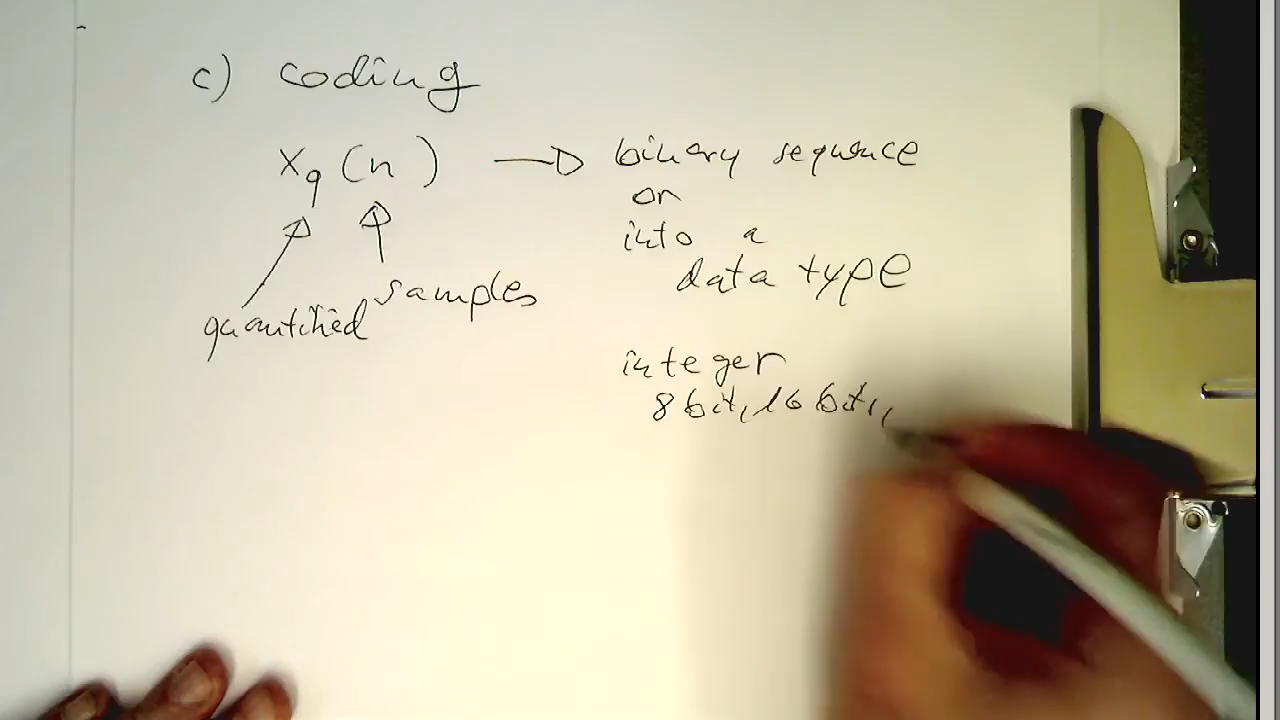 c) coding
xq (n) → binary sequence
or
into a
data type
samples
quantified
integer
8 bit, 16 bit,